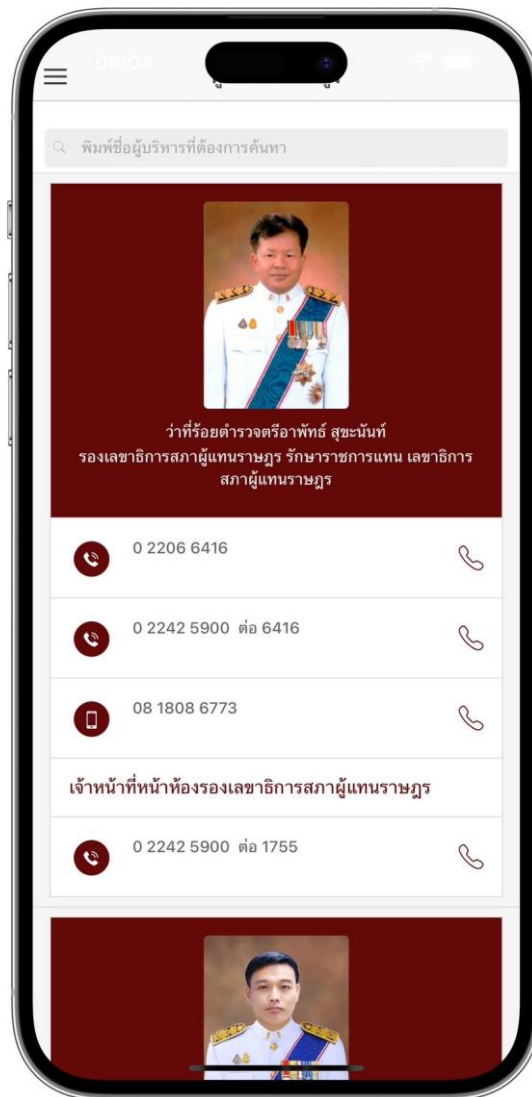 08:04
พิมพ์ชื่อผู้บริหารที่ต้องการค้นหา
ว่าที่ร้อยตำรวจตรีอาพัทธ์ สุขะนันท์
รองเลขาธิการสภาผู้แทนราษฎร รักษาราชการแทน เลขาธิการ
สภาผู้แทนราษฎร
0 2206 6416
0 2242 5900 ต่อ 6416
08 1808 6773
เจ้าหน้าที่หน้าห้องรองเลขาธิการสภาผู้แทนราษฎร
0 2242 5900 ต่อ 1755